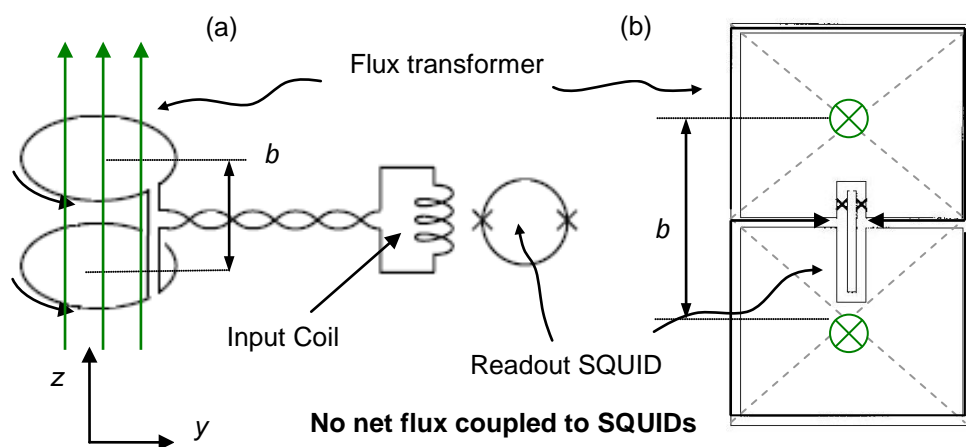 (a)
(b)
Flux transformer
b
b
Input Coil
Readout SQUID
z
y
No net flux coupled to SQUIDs